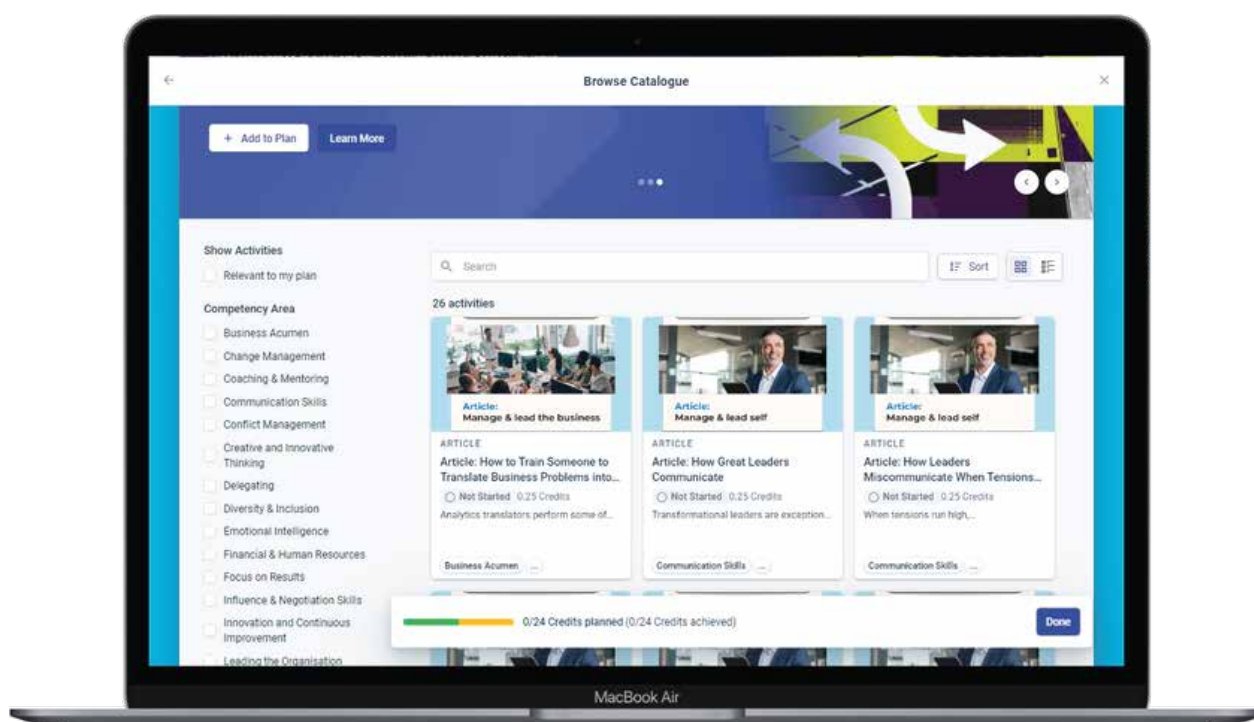 Browse Catalogue
+ Add to Plan
Learn More
Show Activities
Relevant to my plan
Competency Area
Business Acumen
Change Management
Coaching & Mentoring
Communication Skills
Conflict Management
Creative and Innovative
Thinking
Delegating
Diversity & Inclusion
Emotional Intelligence
Financial & Human Resources
Focus on Results
Influence & Negotiation Skills
Innovation and Continuous
Improvement
Leading the Organisation
Search
Sort
26 activities
Article:
Manage & lead the business
ARTICLE
Article: How to Train Someone to
Translate Business Problems into...
Not Started 0.25 Credits
Analytics translators perform some of...
Business Acumen ...
Article:
Manage & lead self
ARTICLE
Article: How Great Leaders
Communicate
Not Started 0.25 Credits
Transformational leaders are exception...
Communication Skills ...
Article:
Manage & lead self
ARTICLE
Article: How Leaders
Miscommunicate When Tensions...
Not Started 0.25 Credits
When tensions run high,...
Communication Skills ...
0/24 Credits planned (0/24 Credits achieved)
Done
MacBook Air